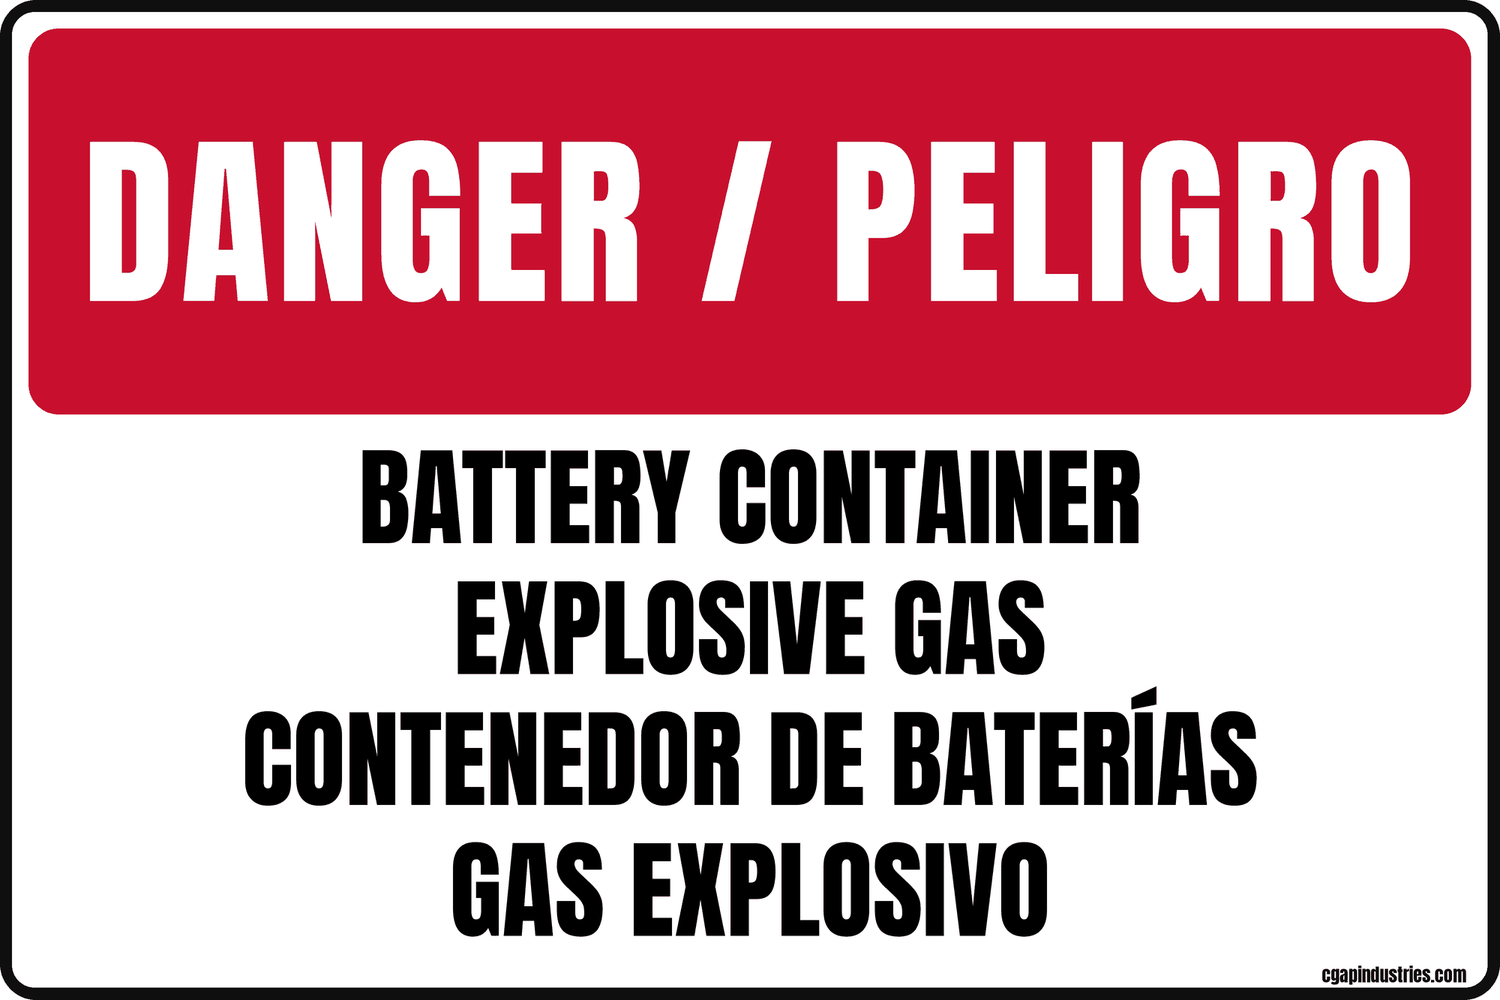 DANGER / PELIGRO
BATTERY CONTAINER
EXPLOSIVE GAS
CONTENEDOR DE BATERÍAS
GAS EXPLOSIVO
cgapindustries.com